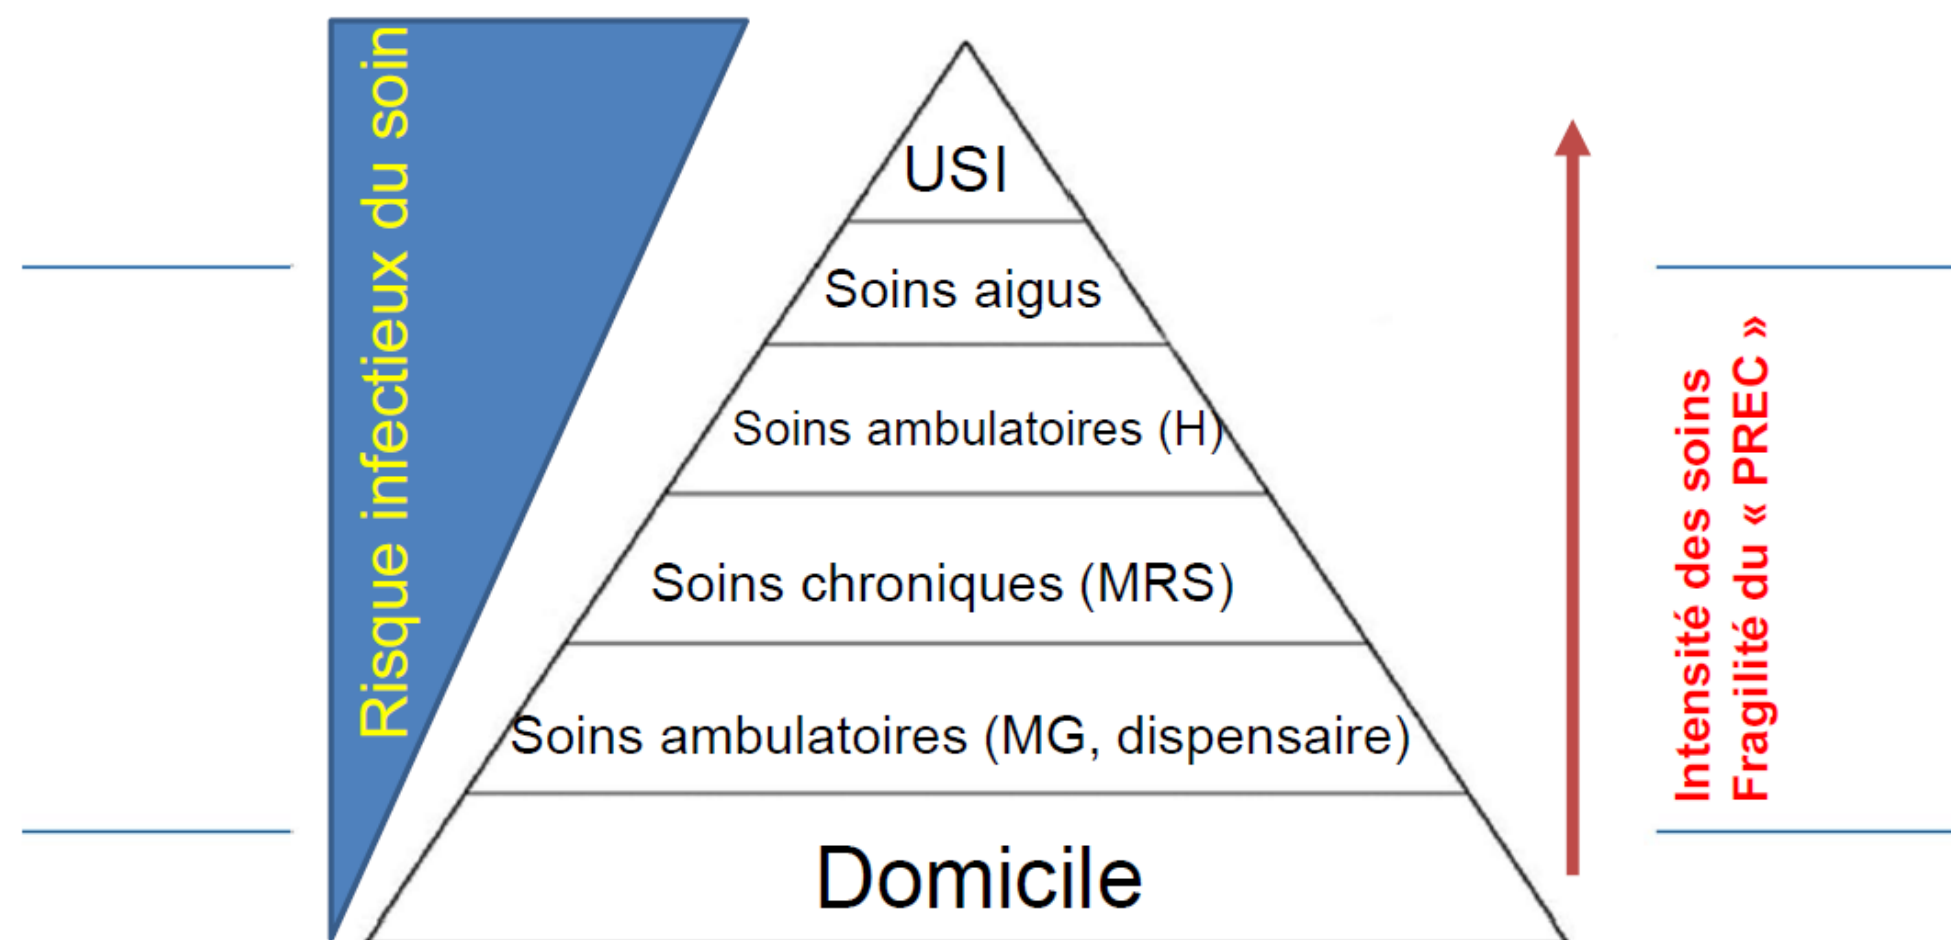 Risque infectieux du soin
USI
Soins aigus
Soins ambulatoires (H)
Soins chroniques (MRS)
Soins ambulatoires (MG, dispensaire)
Domicile
Intensité des soins
Fragilité du « PREC »